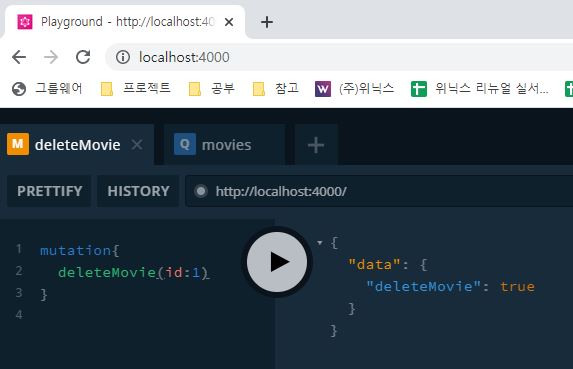 Playground - http://localhost:40
localhost:4000
그룹웨어 프로젝트 공부 참고 W (주)위닉스 위닉스 리뉴얼 실서...
M deleteMovie Q movies
PRETTIFY HISTORY http://localhost:4000/
1 mutation{
2 deleteMovie(id:1)
3 }
4
{
"data": {
"deleteMovie": true
}
}